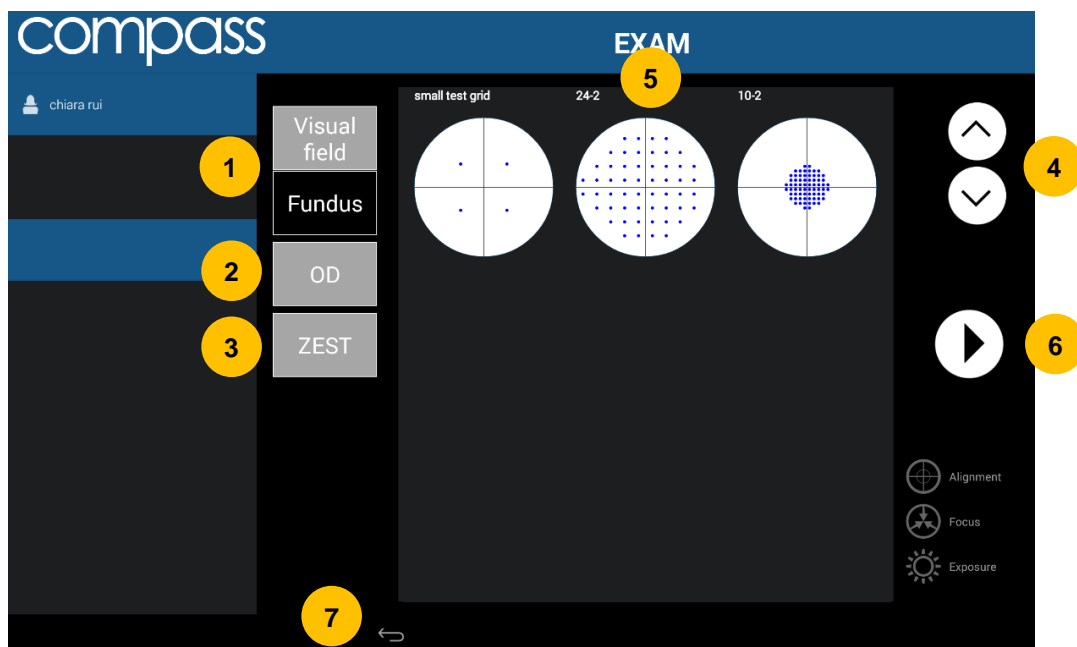 compass
EXAM
5
chiara rui
small test grid 24-2 10-2
Visual
field
1
Fundus
4
2
OD
3
ZEST
6
Alignment
Focus
Exposure
7